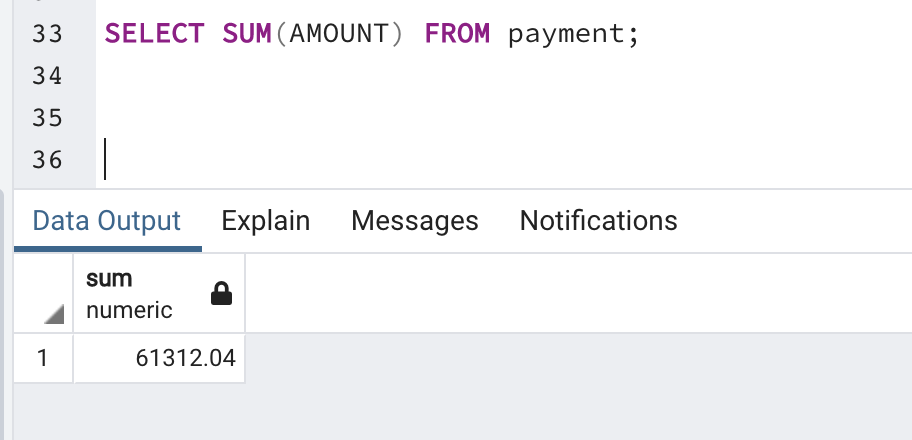 33 SELECT SUM(AMOUNT) FROM payment;
34
35
36
Data Output Explain Messages Notifications
sum
numeric
1 61312.04